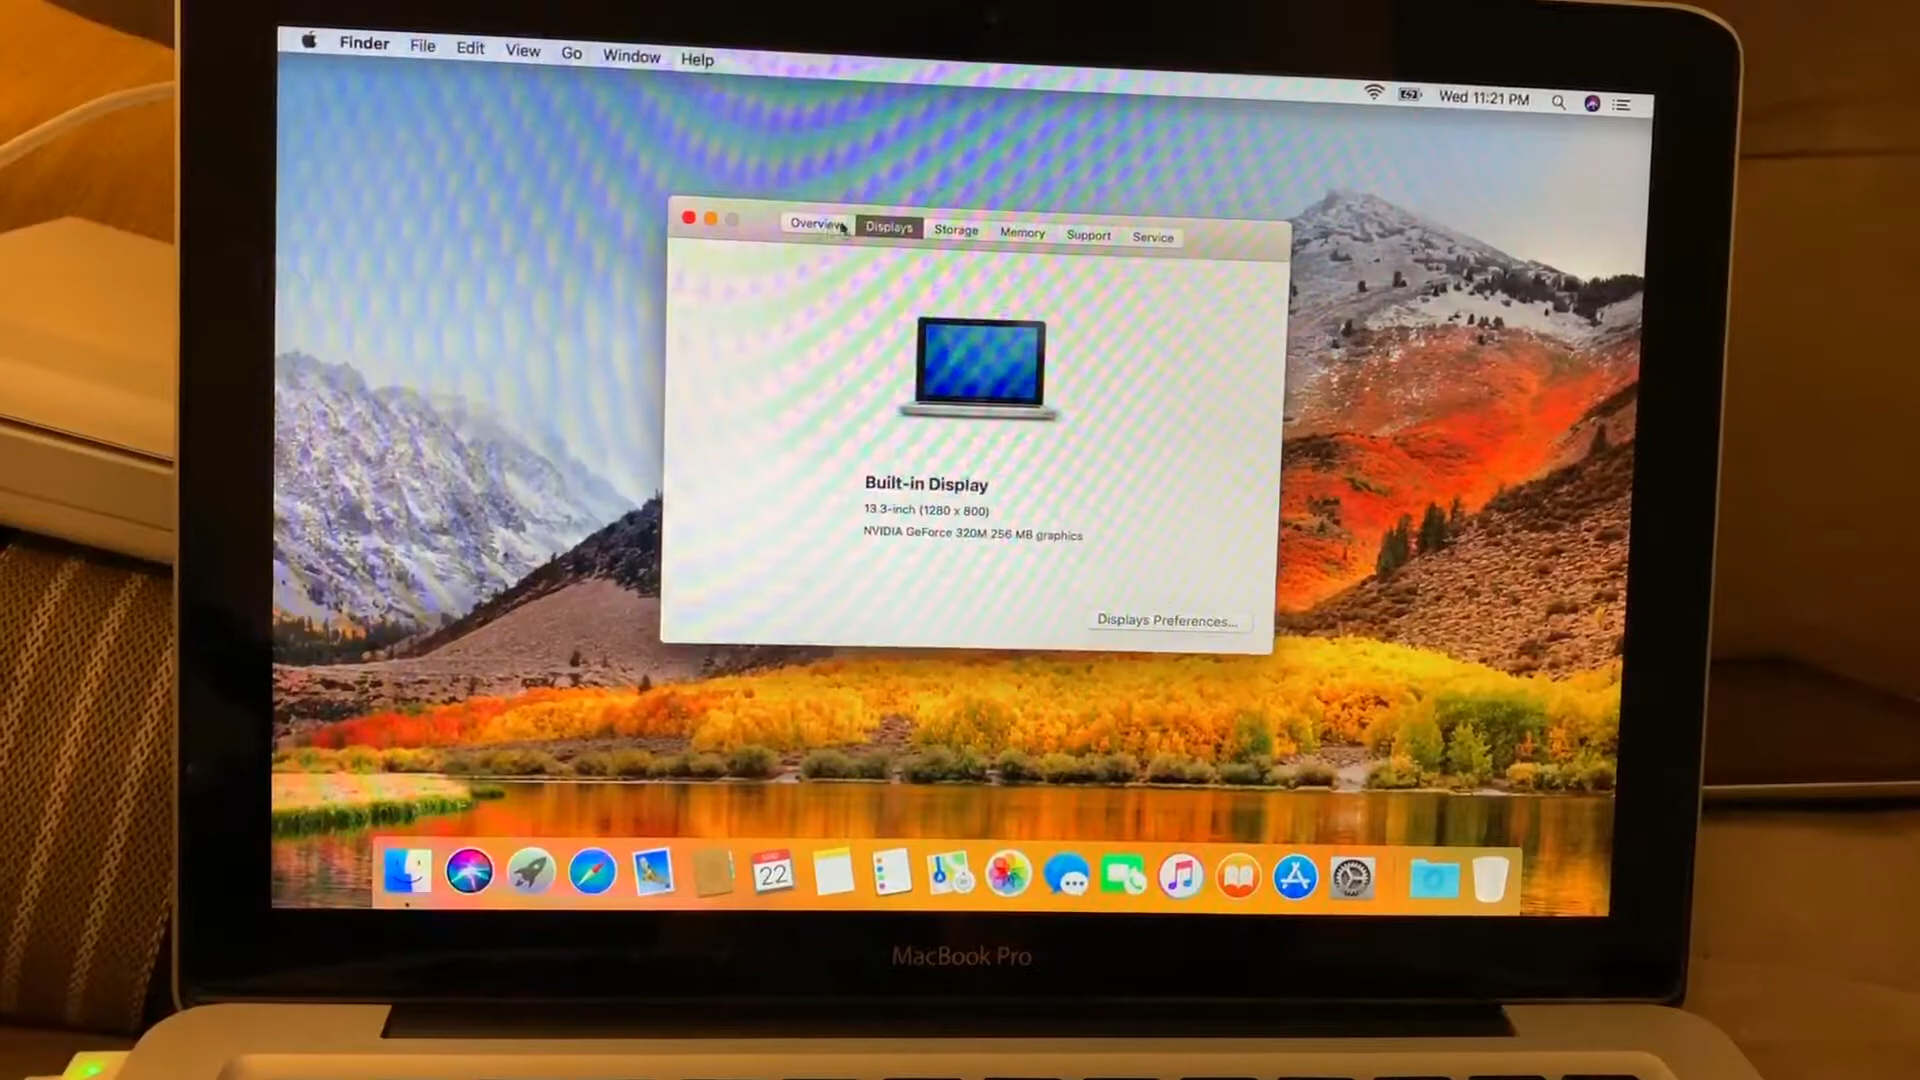 Finder File Edit View Go Window Help
Wed 11:21 PM
Overview Displays Storage Memory Support Service
Built-in Display
13.3-inch (1280 x 800)
NVIDIA GeForce 320M 256 MB graphics
Displays Preferences...
22
MacBook Pro